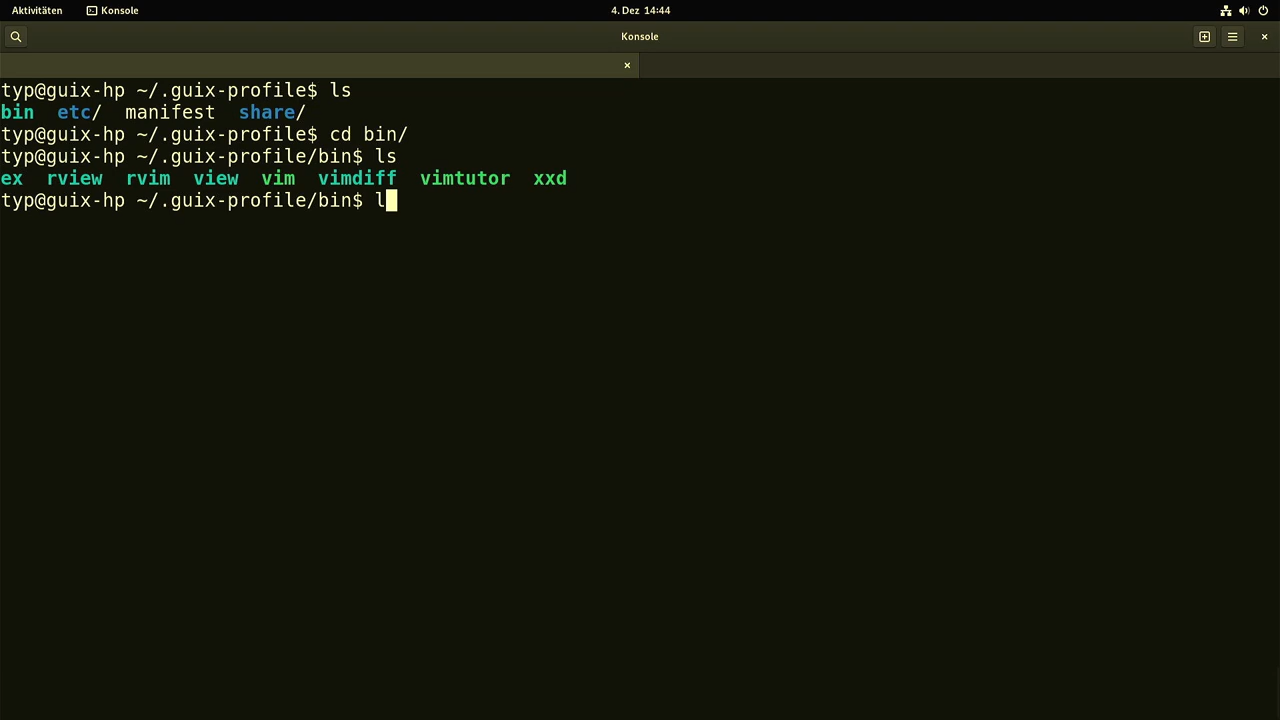 Aktivitäten Konsole 4. Dez 14:44
Konsole
typ@guix-hp ~/.guix-profile$ ls
bin etc/ manifest share/
typ@guix-hp ~/.guix-profile$ cd bin/
typ@guix-hp ~/.guix-profile/bin$ ls
ex rview rvim view vim vimdiff vimtutor xxd
typ@guix-hp ~/.guix-profile/bin$ l